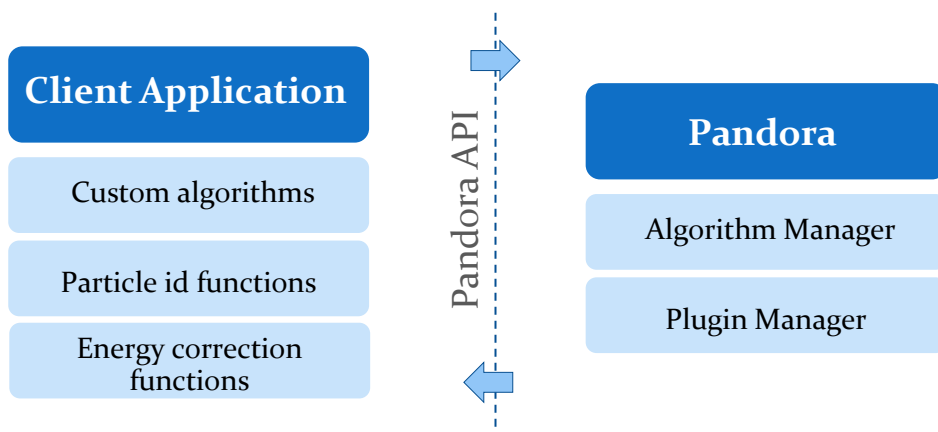 Client Application
Custom algorithms
Particle id functions
Energy correction
functions
Pandora API
Pandora
Algorithm Manager
Plugin Manager